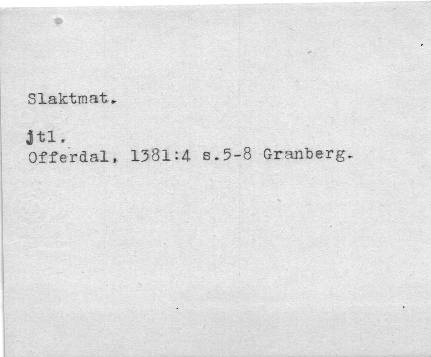 Slaktmat.
jtl.
Offerdal, 1381:4 s.5-8 Granberg.